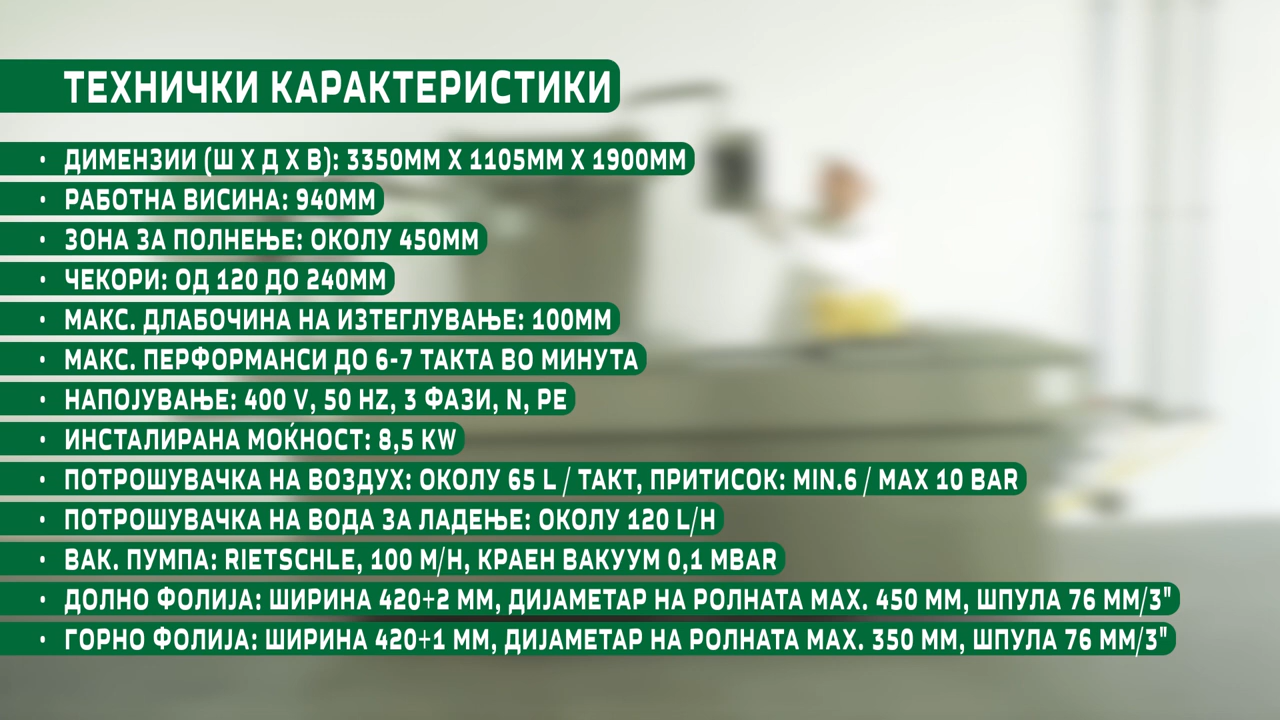 ТЕХНИЧКИ КАРАКТЕРИСТИКИ
• ДИМЕНЗИИ (Ш Х Д Х В): 3350ММ Х 1105ММ Х 1900ММ
• РАБОТНА ВИСИНА: 940ММ
• ЗОНА ЗА ПОЛНЕЊЕ: ОКОЛУ 450ММ
• ЧЕКОРИ: ОД 120 ДО 240ММ
• МАКС. ДЛАБОЧИНА НА ИЗТЕГЛУВАЊЕ: 100ММ
• МАКС. ПЕРФОРМАНСИ ДО 6-7 ТАКТА ВО МИНУТА
• НАПОЈУВАЊЕ: 400 V, 50 HZ, 3 ФАЗИ, N, PE
• ИНСТАЛИРАНА МОЌНОСТ: 8,5 KW
• ПОТРОШУВАЧКА НА ВОЗДУХ: ОКОЛУ 65 L / ТАКТ, ПРИТИСОК: MIN.6 / MAX 10 BAR
• ПОТРОШУВАЧКА НА ВОДА ЗА ЛАДЕЊЕ: ОКОЛУ 120 L/H
• ВАК. ПУМПА: RIETSCHLE, 100 M/H, КРАЕН ВАКУУМ 0,1 MBAR
• ДОЛНО ФОЛИЈА: ШИРИНА 420+2 ММ, ДИЈАМЕТАР НА РОЛНАТА MAX. 450 ММ, ШПУЛА 76 ММ/3"
• ГОРНО ФОЛИЈА: ШИРИНА 420+1 ММ, ДИЈАМЕТАР НА РОЛНАТА MAX. 350 ММ, ШПУЛА 76 ММ/3"